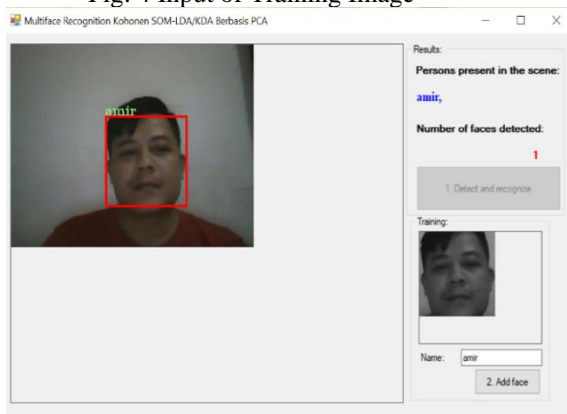 Fig. 4 Input of Training Image
Multiface Recognition Kohonen SOM-LDA/KDA Berbasis PCA
amir
Results:
Persons present in the scene:
amir,
Number of faces detected:
1
1. Detect and recognize
Training:
Name: amir
2. Add face